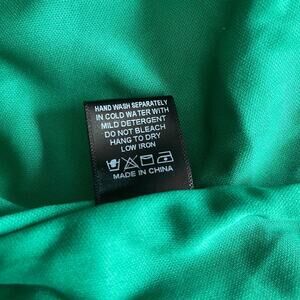 HAND WASH SEPARATELY
IN COLD WATER WITH
MILD DETERGENT
DO NOT BLEACH
HANG TO DRY
LOW IRON
MADE IN CHINA